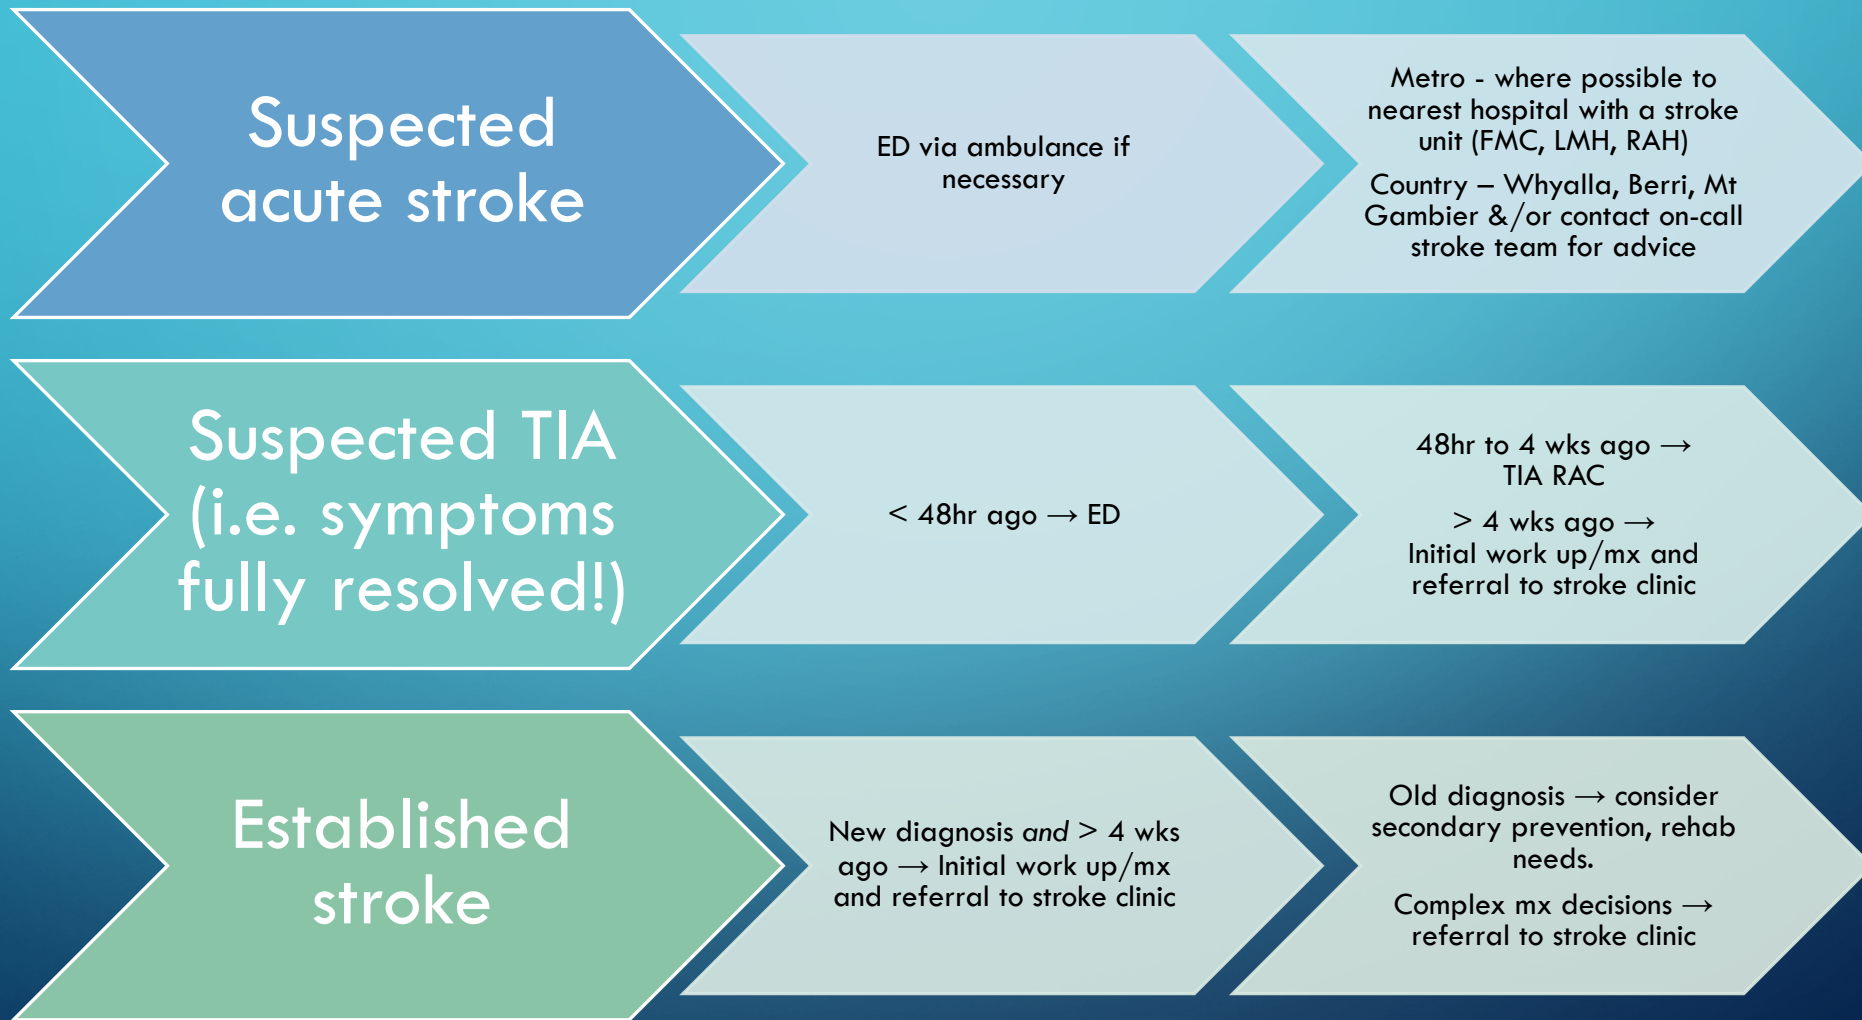 Suspected
acute stroke
ED via ambulance if
necessary
Metro - where possible to
nearest hospital with a stroke
unit (FMC, LMH, RAH)
Country – Whyalla, Berri, Mt
Gambier &/or contact on-call
stroke team for advice
Suspected TIA
(i.e. symptoms
fully resolved!)
< 48hr ago → ED
48hr to 4 wks ago →
TIA RAC
> 4 wks ago →
Initial work up/mx and
referral to stroke clinic
Established
stroke
New diagnosis and > 4 wks
ago → Initial work up/mx
and referral to stroke clinic
Old diagnosis → consider
secondary prevention, rehab
needs.
Complex mx decisions →
referral to stroke clinic